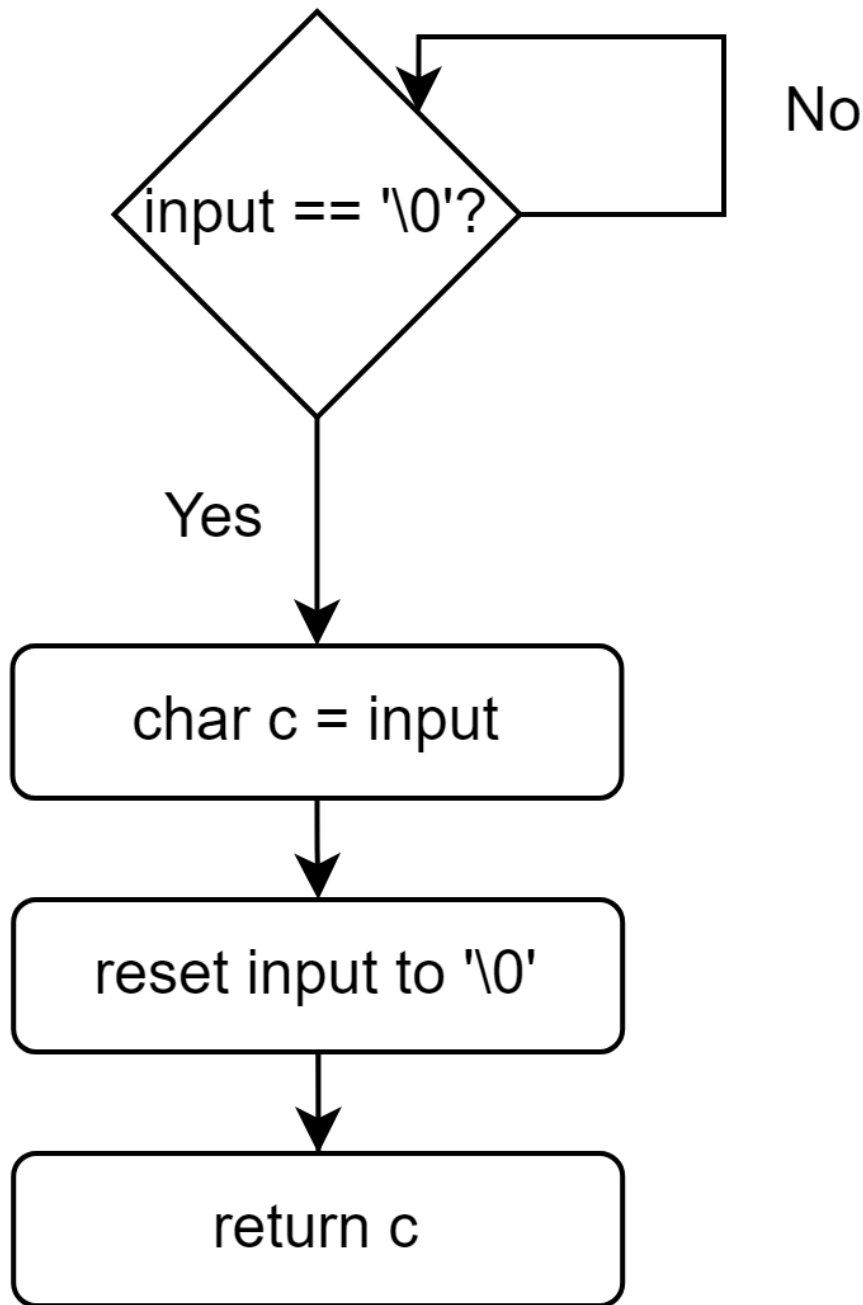 No
input == '\0'?
Yes
char c = input
reset input to '\0'
return c